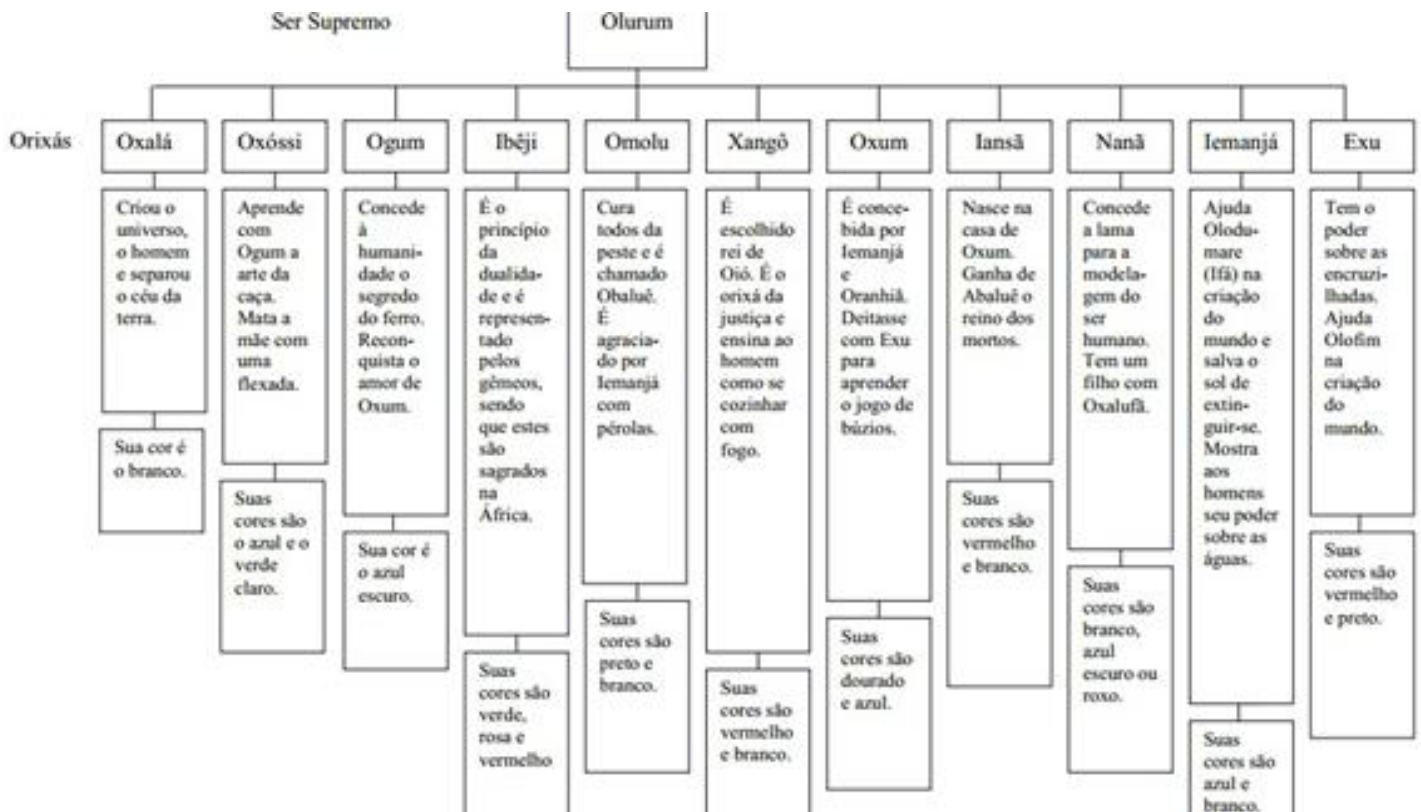 Ser Supremo
Olurum
Orixás
Oxalá
Oxóssi
Ogum
Ibêji
Omolu
Xangô
Oxum
Iansã
Nanã
Iemanjá
Exu
Criou o
universo,
o homem
e separou
o céu da
terra.
Sua cor é
o branco.
Aprende
com
Ogum a
arte da
caça.
Mata a
mãe com
uma
flexada.
Suas
cores são
o azul e o
verde
claro.
Concede
à
humani-
dade o
segredo
do ferro.
Recon-
quista o
amor de
Oxum.
Sua cor é
o azul
escuro.
É o
princípio
da
dualida-
de e é
represen-
tado
pelos
gêmeos,
sendo
que estes
são
sagrados
na
África.
Suas
cores são
verde,
rosa e
vermelho
Cura
todos da
peste e é
chamado
Obaluê.
É
agracia-
do por
Iemanjá
com
pérolas.
Suas
cores são
preto e
branco.
É
escolhido
rei de
Oió. É o
orixá da
justiça e
ensina ao
homem
como se
cozinhar
com
fogo.
Suas
cores são
vermelho
e branco.
É conce-
bida por
Iemanjá
e
Oranhiã.
Deitasse
com Exu
para
aprender
o jogo de
búzios.
Suas
cores são
dourado
e azul.
Nasce na
casa de
Oxum.
Ganha de
Abaluê o
reino dos
mortos.
Suas
cores são
vermelho
e branco.
Concede
a lama
para a
modela-
gem do
ser
humano.
Tem um
filho com
Oxalufã.
Suas
cores são
branco,
azul
escuro ou
roxo.
Ajuda
Olodu-
mare
(Ifá) na
criação
do
mundo e
salva o
sol de
extin-
guir-se.
Mostra
aos
homens
seu poder
sobre as
águas.
Suas
cores são
azul e
branco.
Tem o
poder
sobre as
encruzi-
lhadas.
Ajuda
Olofim
na
criação
do
mundo.
Suas
cores são
vermelho
e preto.